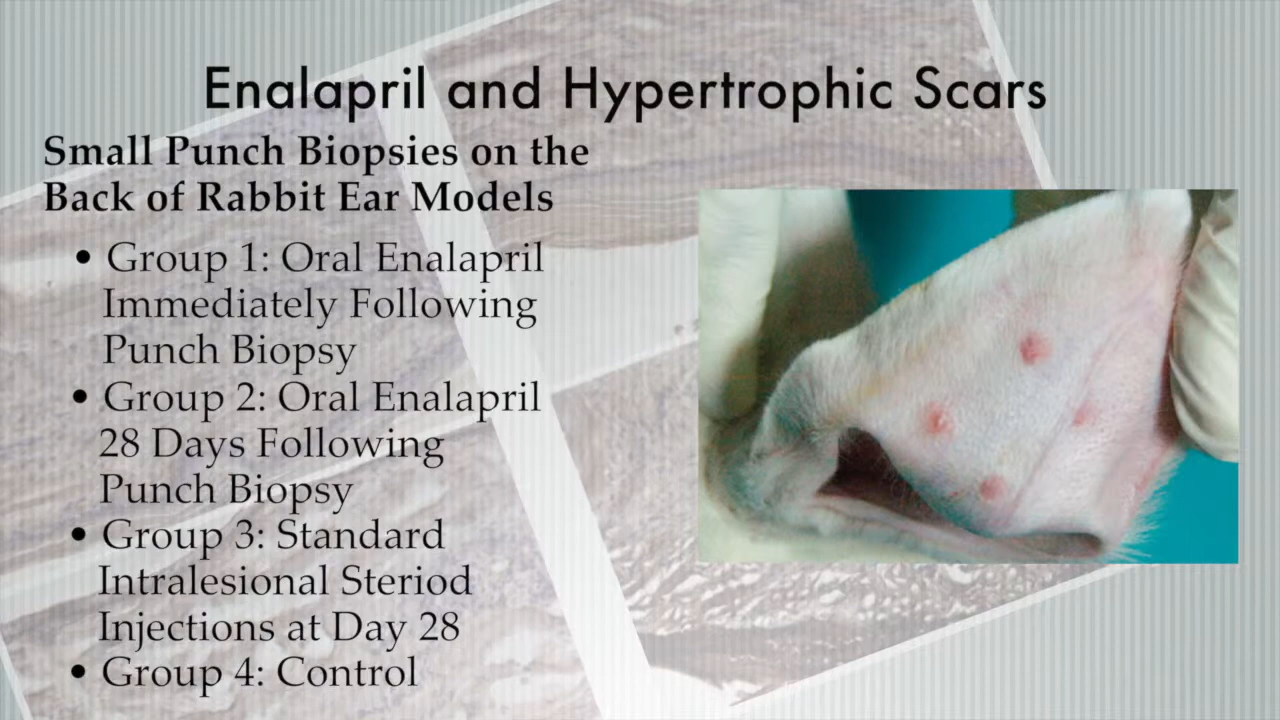 Enalapril and Hypertrophic Scars
Small Punch Biopsies on the
Back of Rabbit Ear Models
• Group 1: Oral Enalapril
Immediately Following
Punch Biopsy
• Group 2: Oral Enalapril
28 Days Following
Punch Biopsy
• Group 3: Standard
Intralesional Steriod
Injections at Day 28
• Group 4: Control